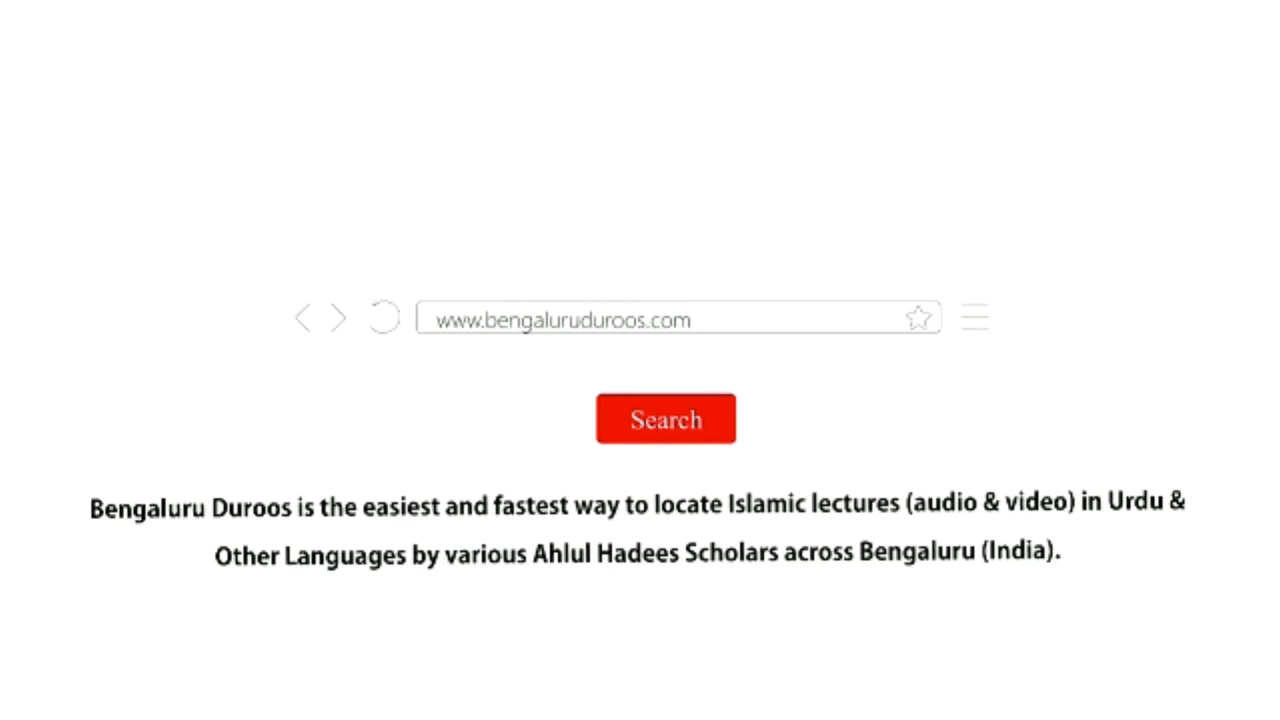 www.bengaluruduroos.com
Search
Bengaluru Duroos is the easiest and fastest way to locate Islamic lectures (audio & video) in Urdu &
Other Languages by various Ahlul Hadees Scholars across Bengaluru (India).